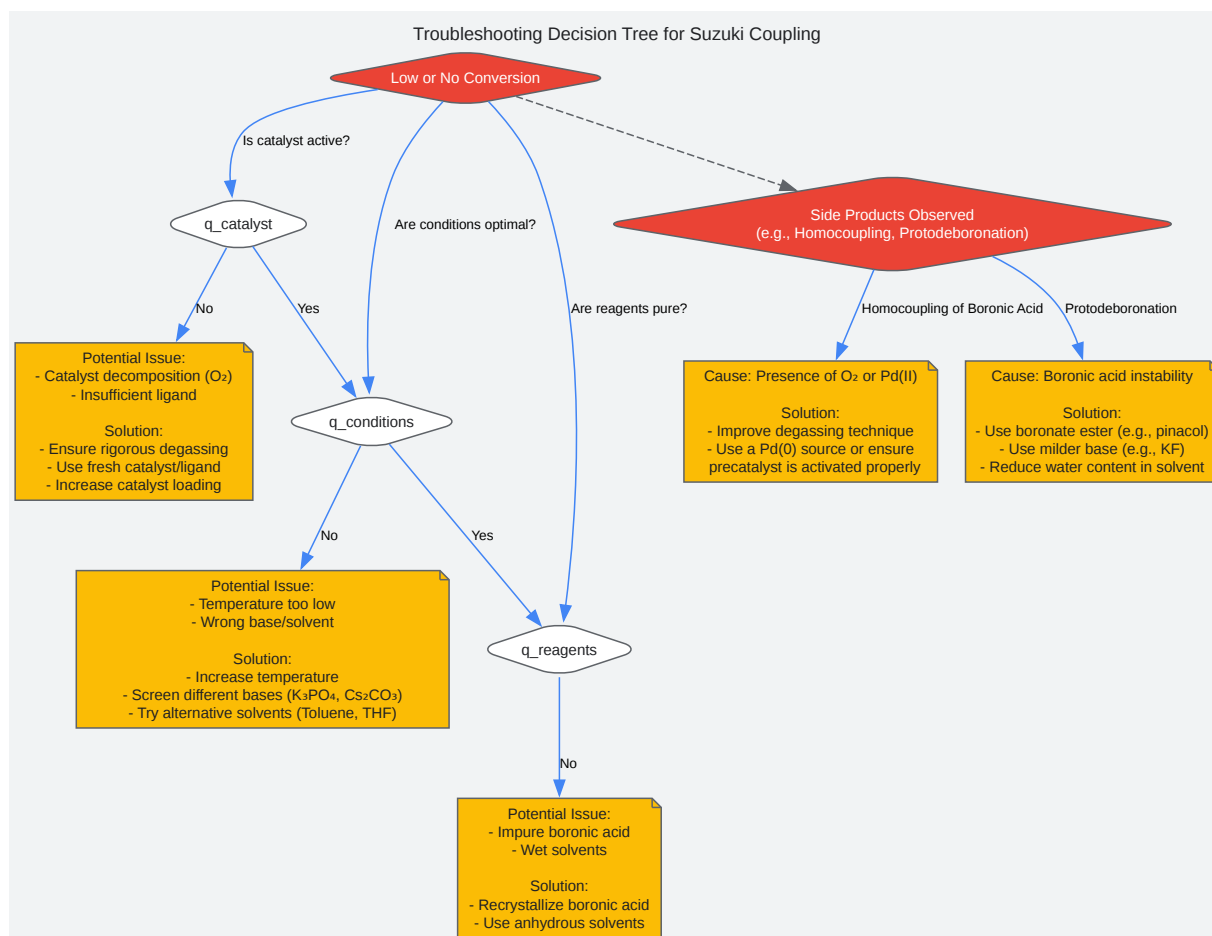 Troubleshooting Decision Tree for Suzuki Coupling
Low or No Conversion
Is catalyst active?
Are conditions optimal?
Are reagents pure?
q_catalyst
Side Products Observed
(e.g., Homocoupling, Protodeboronation)
No
Yes
Homocoupling of Boronic Acid
Protodeboronation
Potential Issue:
- Catalyst decomposition (O₂)
- Insufficient ligand
Solution:
- Ensure rigorous degassing
- Use fresh catalyst/ligand
- Increase catalyst loading
q_conditions
Cause: Presence of O₂ or Pd(II)
Solution:
- Improve degassing technique
- Use a Pd(0) source or ensure
precatalyst is activated properly
Cause: Boronic acid instability
Solution:
- Use boronate ester (e.g., pinacol)
- Use milder base (e.g., KF)
- Reduce water content in solvent
No
Yes
Potential Issue:
- Temperature too low
- Wrong base/solvent
Solution:
- Increase temperature
- Screen different bases (K₃PO₄, Cs₂CO₃)
- Try alternative solvents (Toluene, THF)
q_reagents
No
Potential Issue:
- Impure boronic acid
- Wet solvents
Solution:
- Recrystallize boronic acid
- Use anhydrous solvents